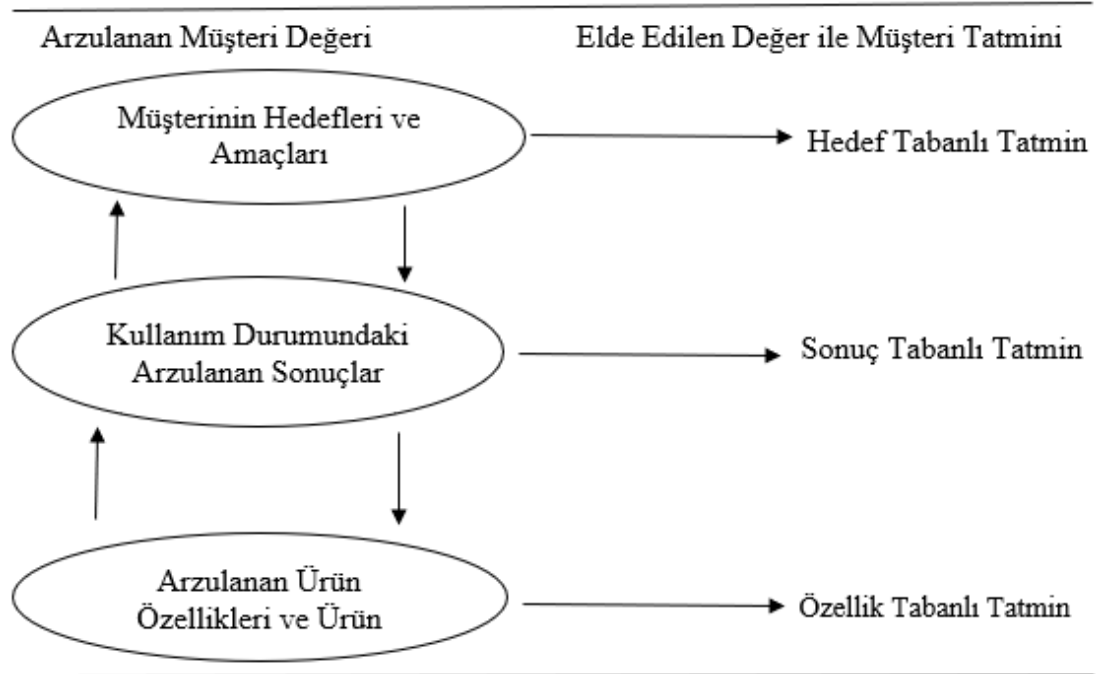 Arzulanan Müşteri Değeri
Elde Edilen Değer ile Müşteri Tatmini
Müşterinin Hedefleri ve
Amaçları
Hedef Tabanlı Tatmin
Kullanım Durumundaki
Arzulanan Sonuçlar
Sonuç Tabanlı Tatmin
Arzulanan Ürün
Özellikleri ve Ürün
Özellik Tabanlı Tatmin